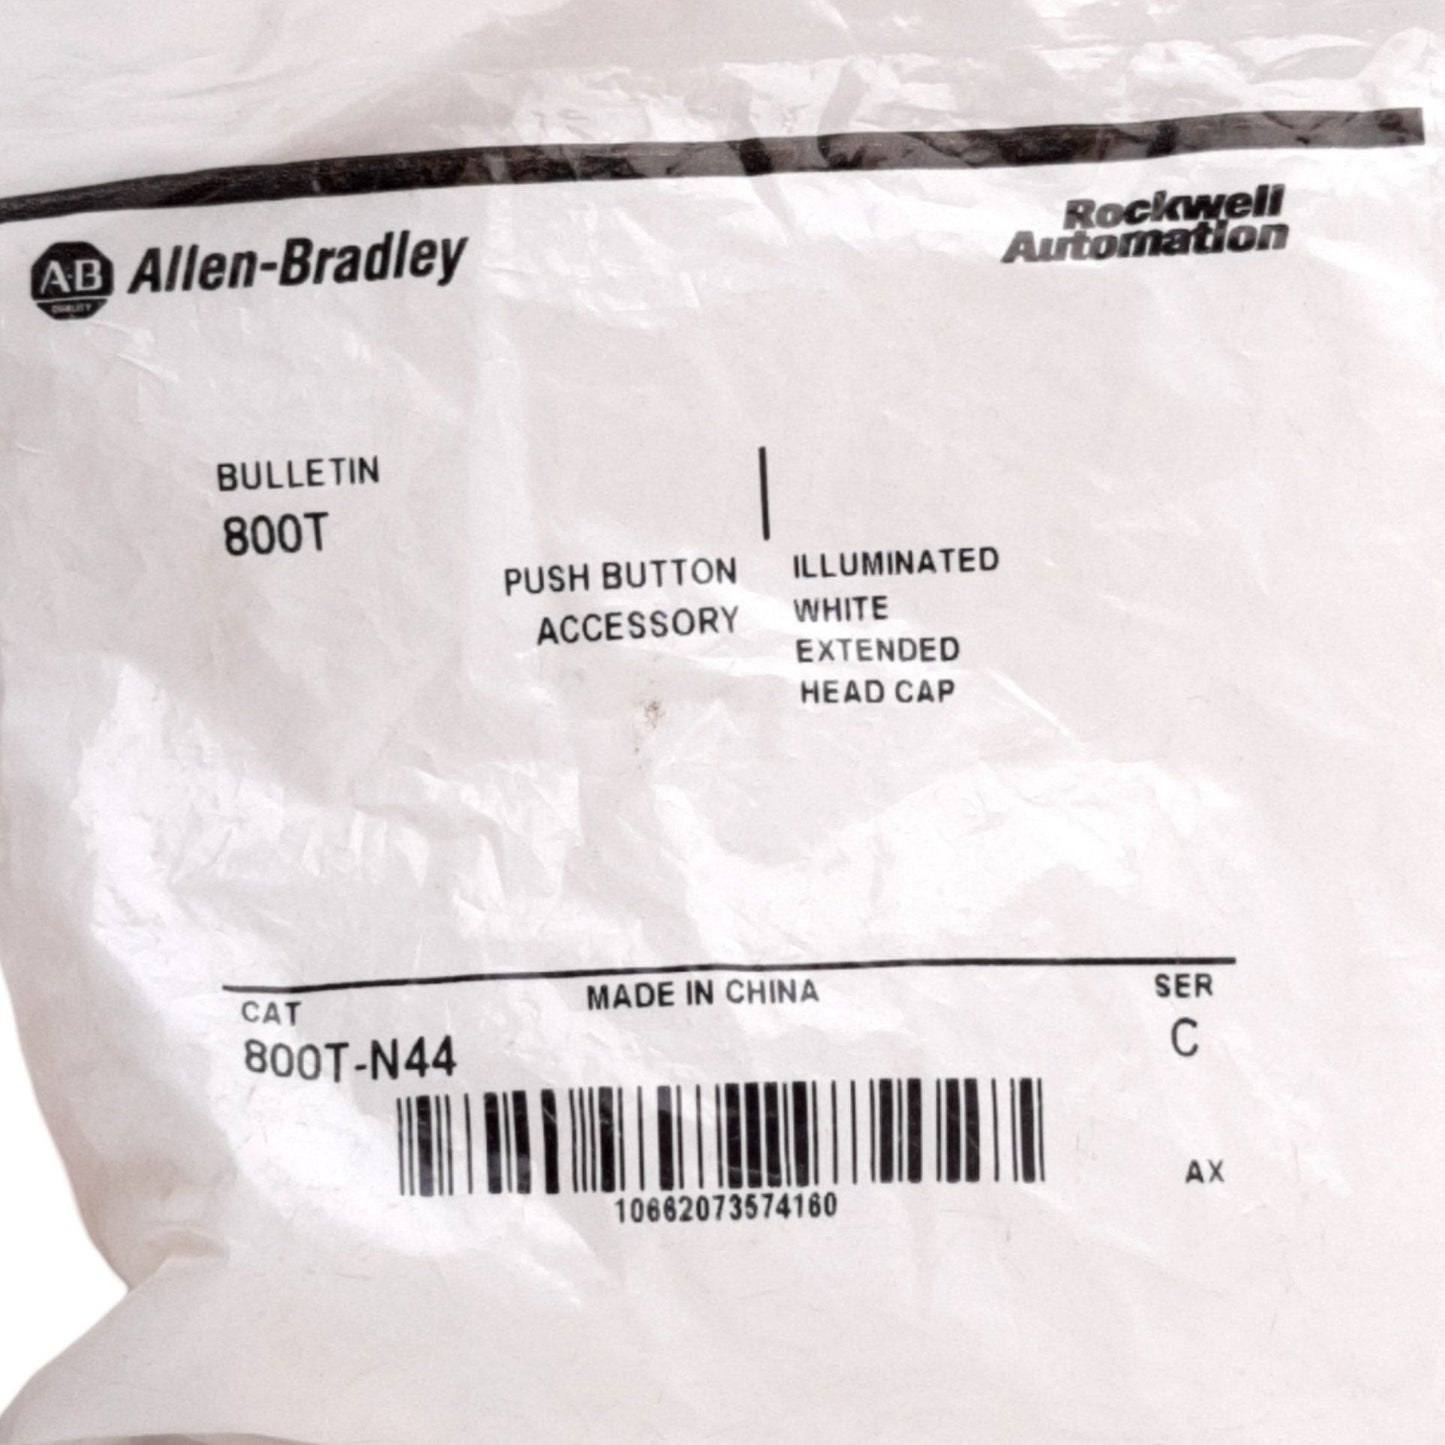 A-B
QUALITY
Allen-Bradley
Rockwell
Automation
BULLETIN
800T
PUSH BUTTON
ACCESSORY
ILLUMINATED
WHITE
EXTENDED
HEAD CAP
CAT
MADE IN CHINA
SER
800T-N44
C
10662073574160
AX